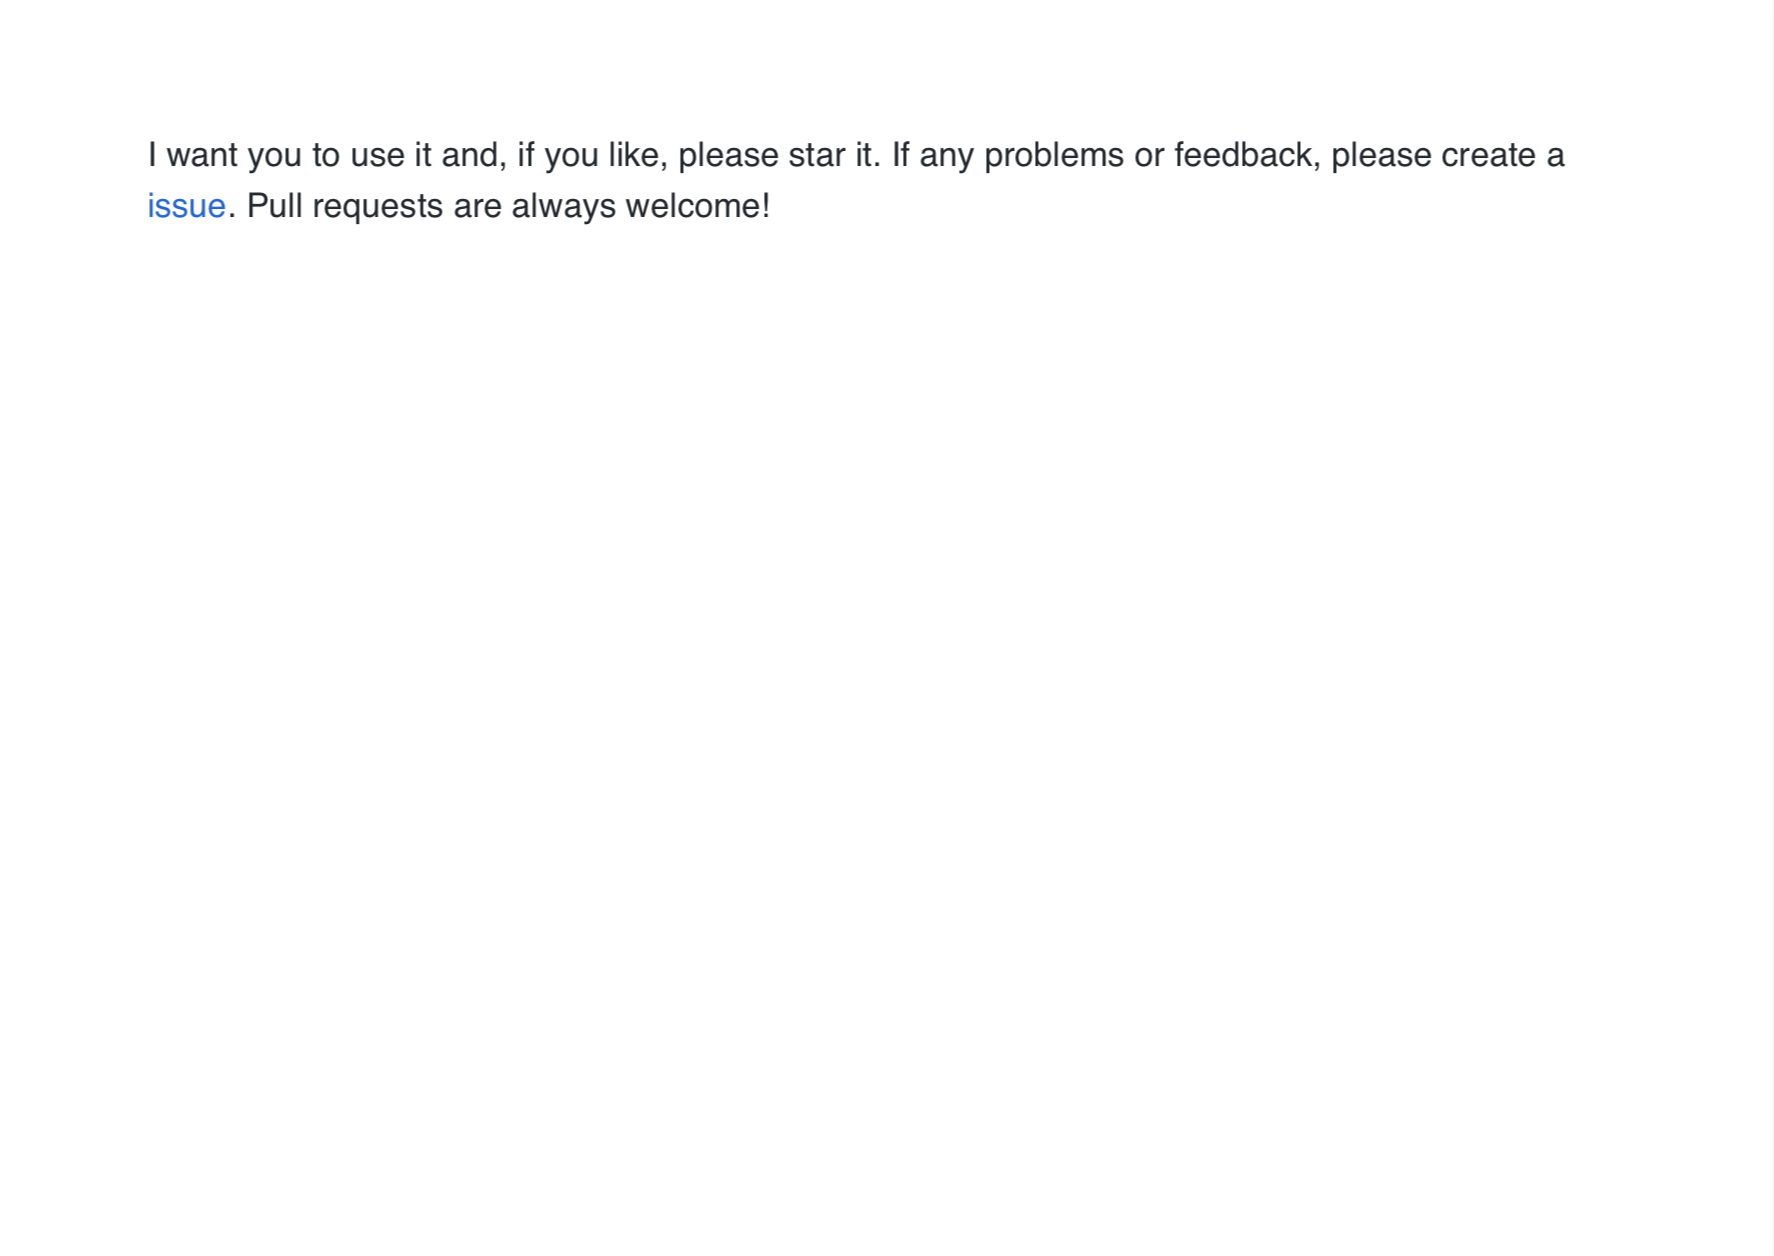 I want you to use it and, if you like, please star it. If any problems or feedback, please create a
issue. Pull requests are always welcome!